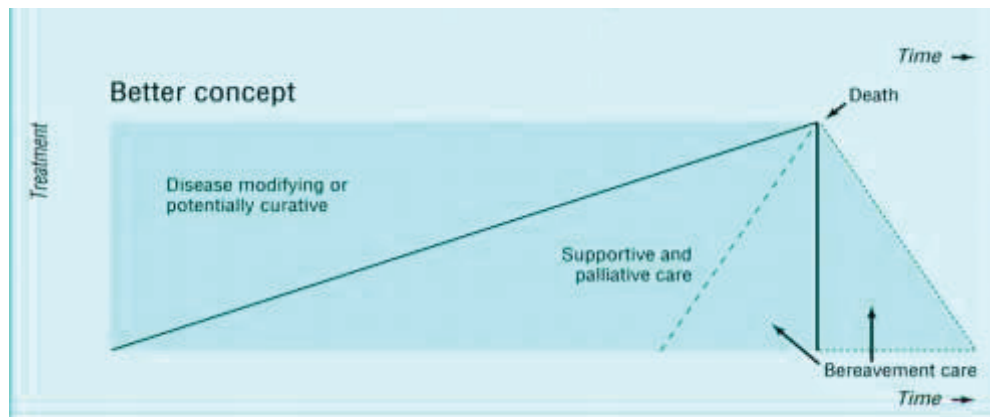 Time →
Better concept
Death
Treatment
Disease modifying or
potentially curative
Supportive and
palliative care
Bereavement care
Time →